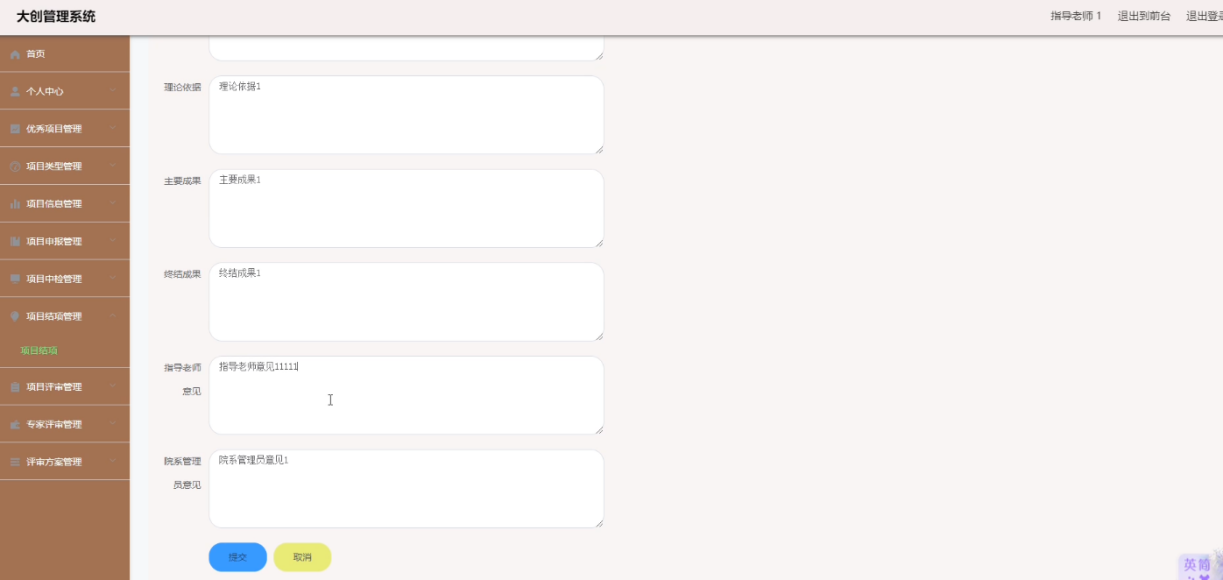 大创管理系统
指导老师 1 退出到前台 退出登录
首页
个人中心
优秀项目管理
项目类型管理
项目信息管理
项目申报管理
项目中检管理
项目结项管理
项目结项
项目评审管理
专家评审管理
评审方案管理
理论依据
理论依据1
主要成果
主要成果1
终结成果
终结成果1
指导老师
意见
指导老师意见11111
院系管理
员意见
院系管理员意见1
提交 取消
英简